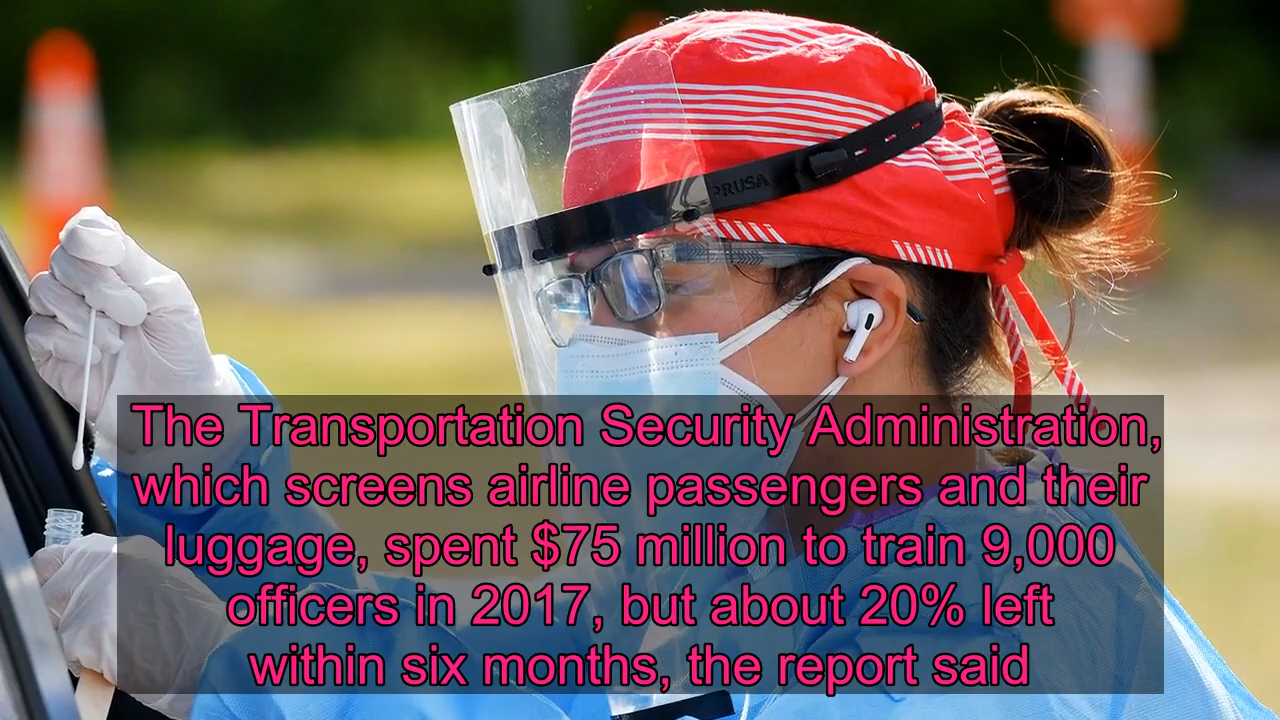 PRUSA
The Transportation Security Administration,
which screens airline passengers and their
luggage, spent $75 million to train 9,000
officers in 2017, but about 20% left
within six months, the report said